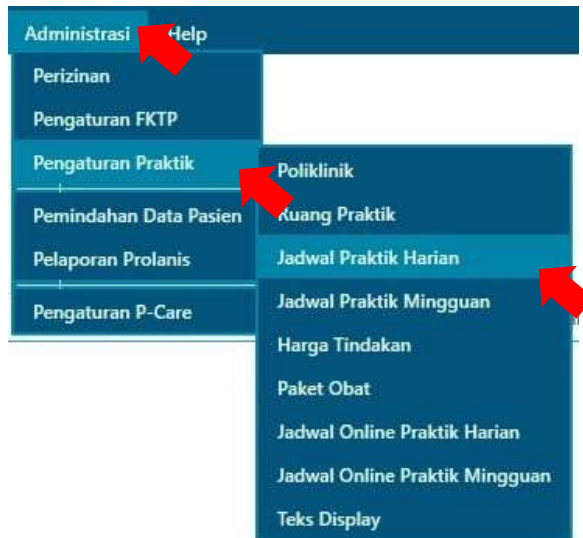 Administrasi Help
Perizinan
Pengaturan FKTP
Pengaturan Praktik
Pemindahan Data Pasien
Pelaporan Prolanis
Pengaturan P-Care
Poliklinik
Ruang Praktik
Jadwal Praktik Harian
Jadwal Praktik Mingguan
Harga Tindakan
Paket Obat
Jadwal Online Praktik Harian
Jadwal Online Praktik Mingguan
Teks Display